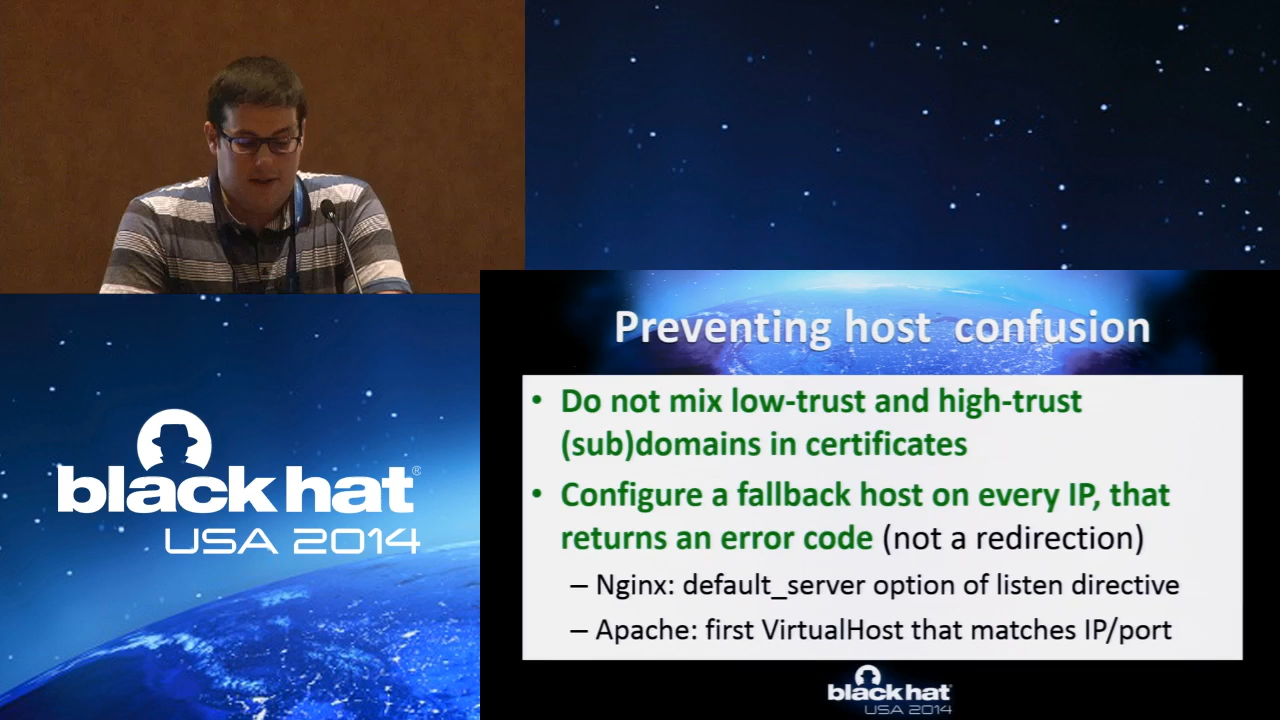 Preventing host confusion
• Do not mix low-trust and high-trust
(sub)domains in certificates
• Configure a fallback host on every IP, that
returns an error code (not a redirection)
– Nginx: default_server option of listen directive
– Apache: first VirtualHost that matches IP/port
black hat®
USA 2014
black hat
USA 2014